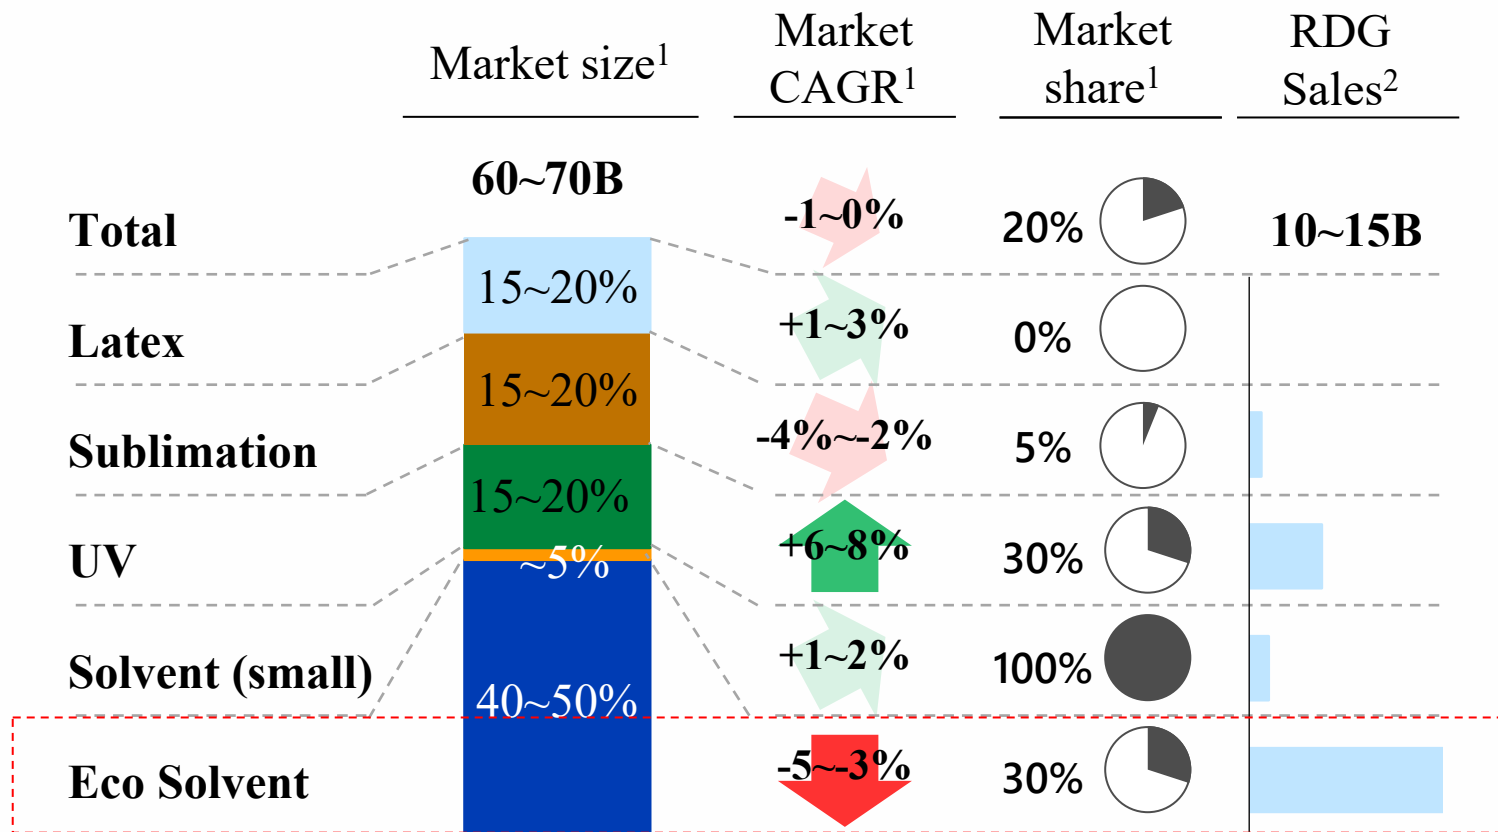 Market size1
Market
CAGR1
Market
share1
RDG
Sales2
60~70B
Total
-1~0%
20%
10~15B
15~20%
Latex
+1~3%
0%
15~20%
Sublimation
-4%~-2%
5%
15~20%
UV
~5%
+6~8%
30%
Solvent (small)
40~50%
+1~2%
100%
Eco Solvent
-5~-3%
30%